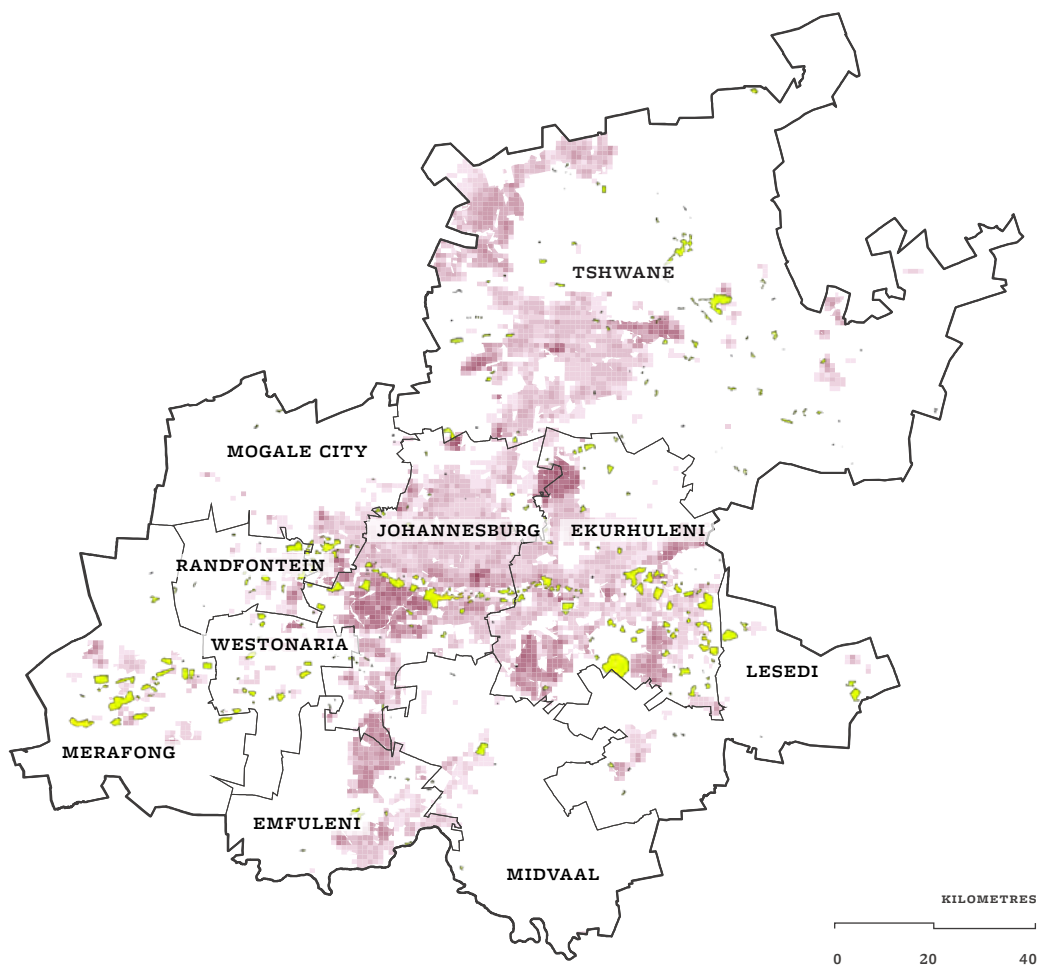 TSHWANE
MOGALE CITY
JOHANNESBURG
EKURHULENI
RANDFONTEIN
WESTONARIA
LESEDI
MERAFONG
EMFULENI
MIDVAAL
KILOMETRES
0 20 40